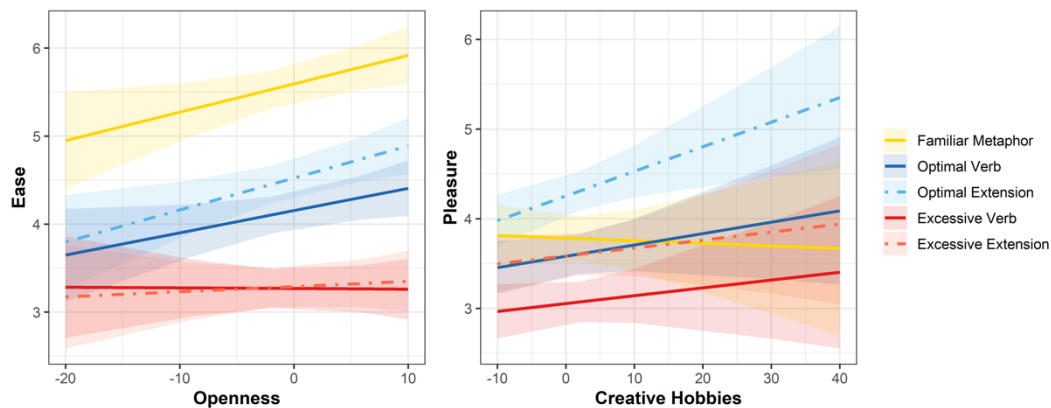 Ease
6
5
4
3
-20 -10 0 10
Openness
Pleasure
6
5
4
3
-10 0 10 20 30 40
Creative Hobbies
Familiar Metaphor
Optimal Verb
Optimal Extension
Excessive Verb
Excessive Extension